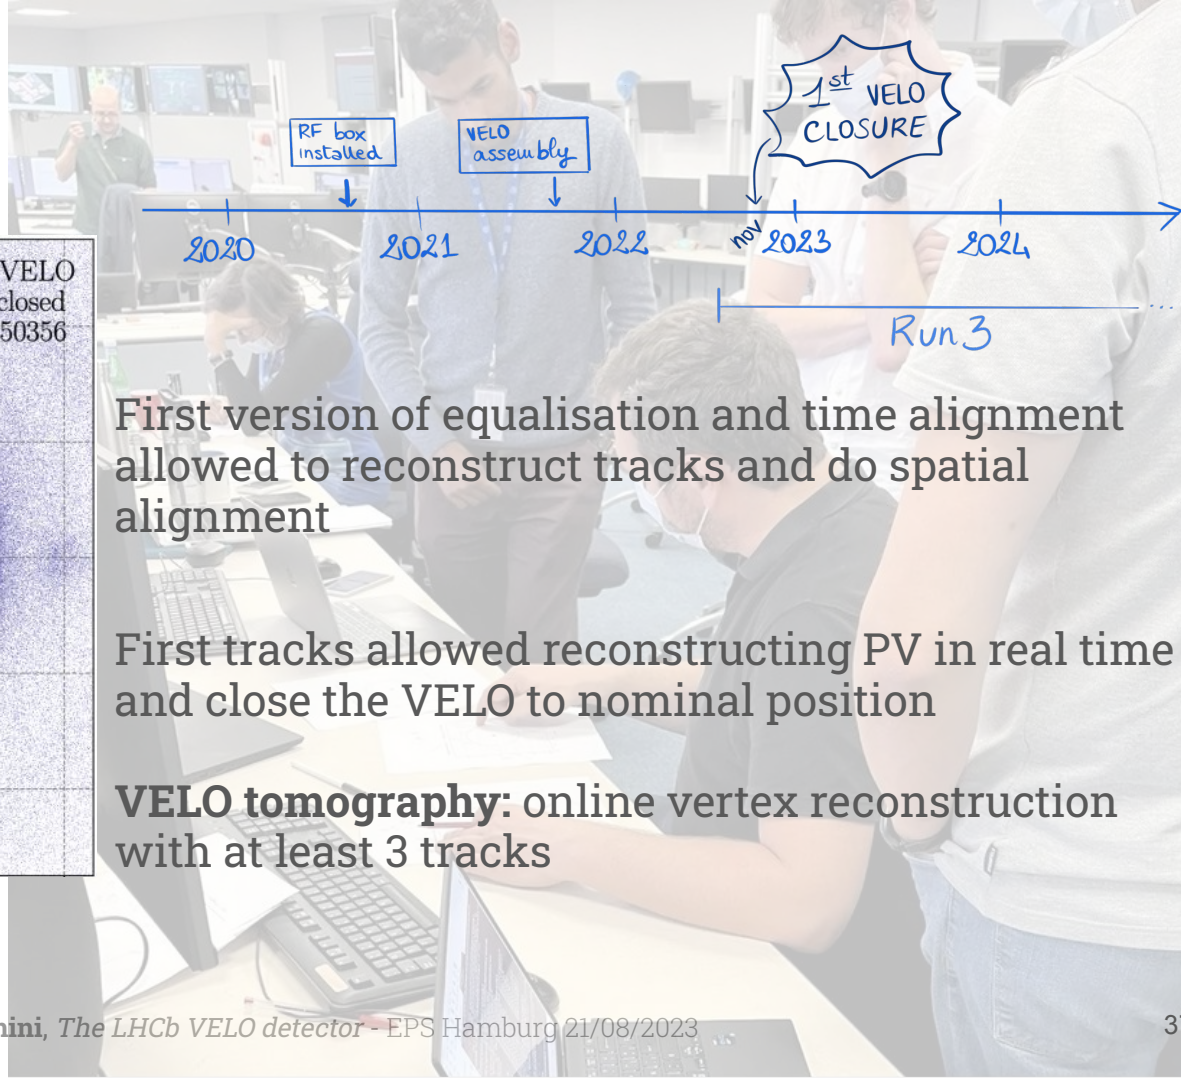 1st VELO
CLOSURE
RF box
installed
VELO
assembly
2020
2021
2022
nov
2023
2024
Run 3
...
VELO
closed
50356
First version of equalisation and time alignment
allowed to reconstruct tracks and do spatial
alignment
First tracks allowed reconstructing PV in real time
and close the VELO to nominal position
VELO tomography: online vertex reconstruction
with at least 3 tracks
The LHCb VELO detector - EPS Hamburg 21/08/2023